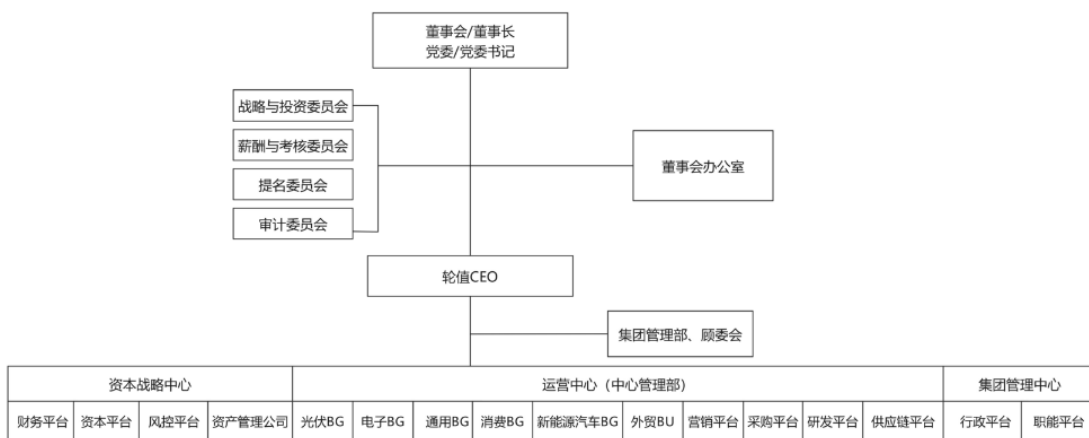 董事会/董事长
党委/党委书记
战略与投资委员会
薪酬与考核委员会
提名委员会
审计委员会
董事会办公室
轮值CEO
集团管理部、顾委会
资本战略中心 运营中心（中心管理部） 集团管理中心
财务平台 资本平台 风控平台 资产管理公司 光伏BG 电子BG 通用BG 消费BG 新能源汽车BG 外贸BU 营销平台 采购平台 研发平台 供应链平台 行政平台 职能平台